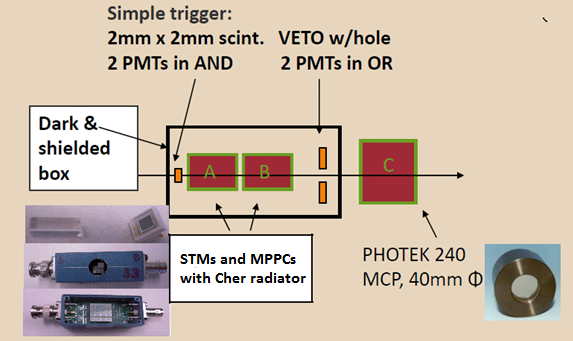 Simple trigger:
2mm x 2mm scint.
2 PMTs in AND
VETO w/hole
2 PMTs in OR
Dark &
shielded
box
A
B
C
STMs and MPPCs
with Cher radiator
PHOTEK 240
MCP, 40mm Φ
33